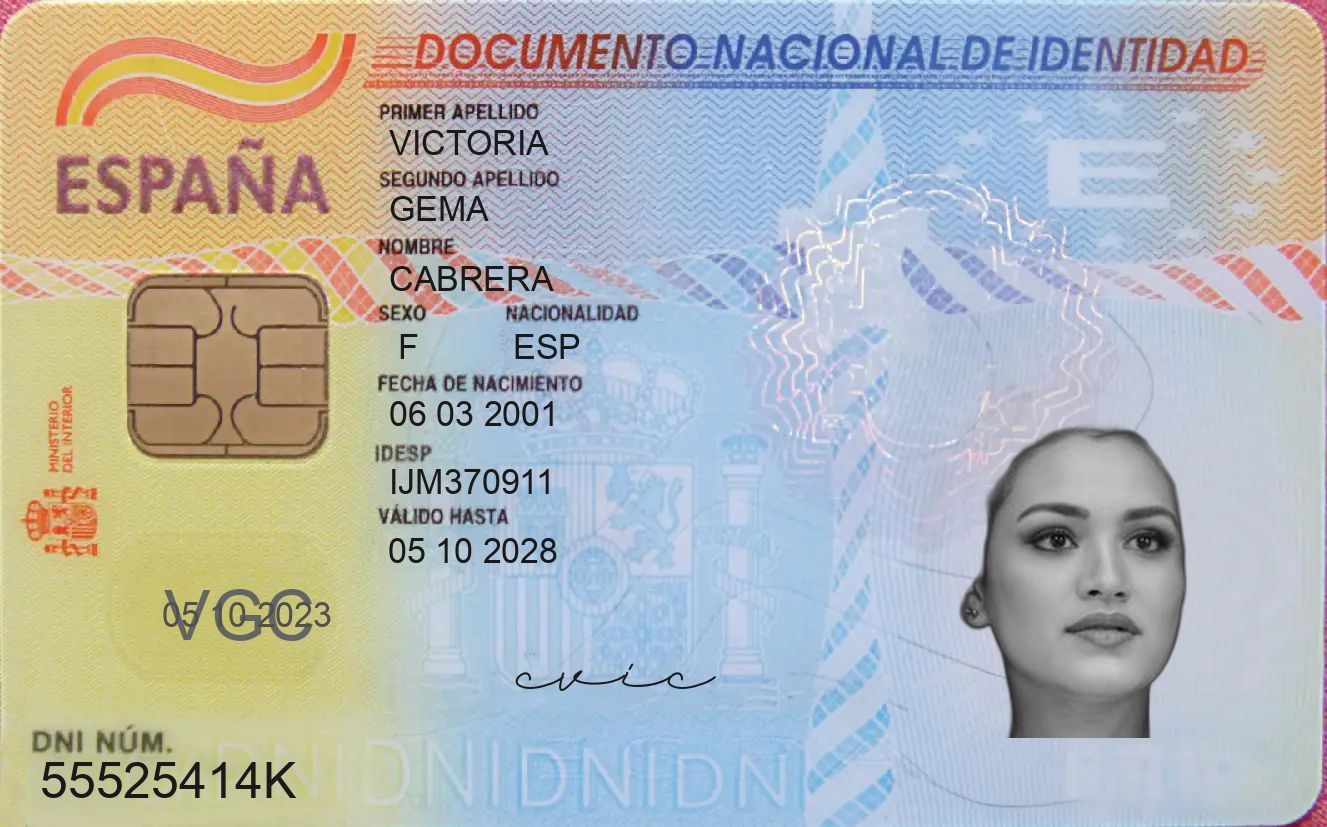 DOCUMENTO NACIONAL DE IDENTIDAD
ESPAÑA
PRIMER APELLIDO
VICTORIA
SEGUNDO APELLIDO
GEMA
NOMBRE
CABRERA
SEXO NACIONALIDAD
F ESP
FECHA DE NACIMIENTO
06 03 2001
IDESP
IJM370911
VÁLIDO HASTA
05 10 2028
MINISTERIO
DEL INTERIOR
E
05 10 2023
VGC
cvic
DNI NÚM.
55525414K
DNIDNIDNIDNI